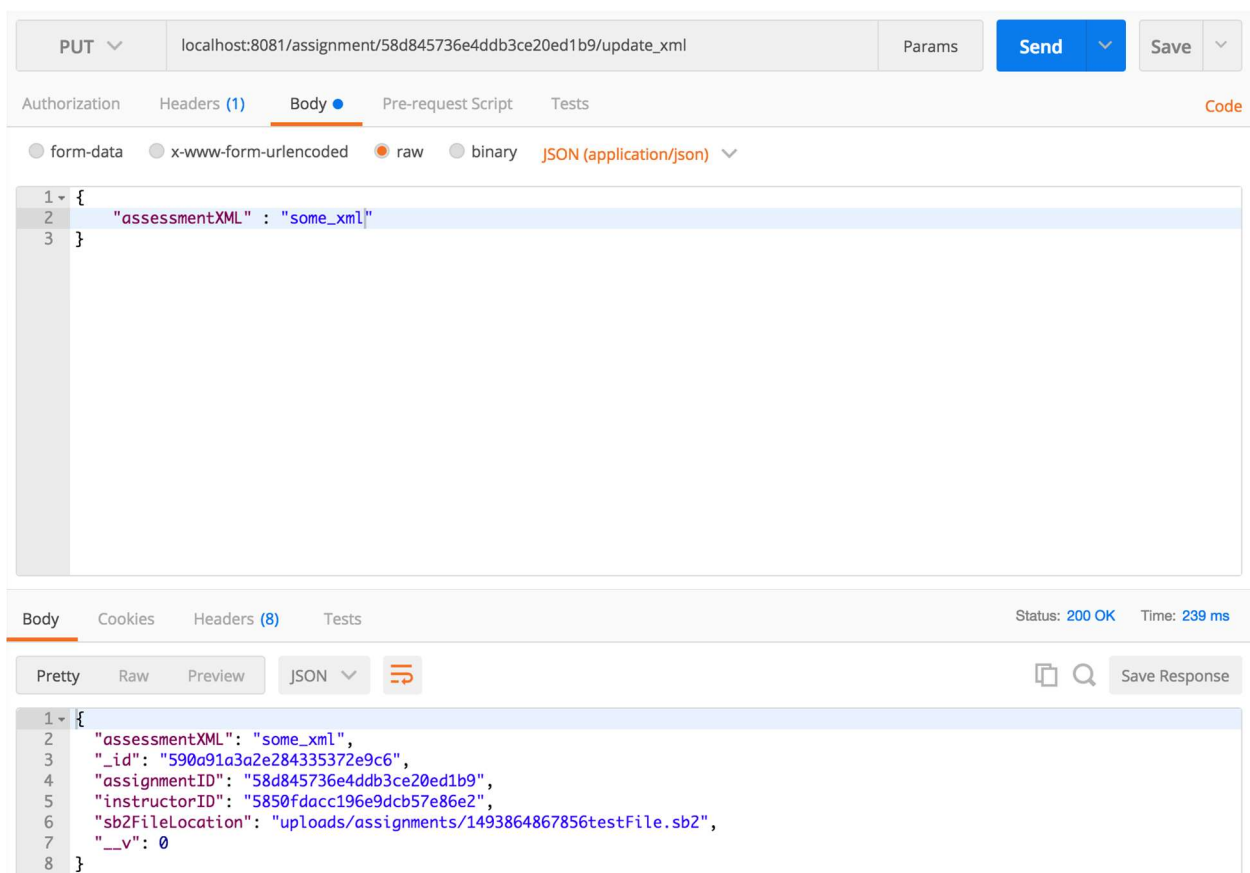 PUT localhost:8081/assignment/58d845736e4ddb3ce20ed1b9/update_xml Params Send Save
Authorization Headers (1) Body Pre-request Script Tests Code
form-data x-www-form-urlencoded raw binary JSON (application/json)
1 {
2 "assessmentXML" : "some_xml"
3 }
Body Cookies Headers (8) Tests Status: 200 OK Time: 239 ms
Pretty Raw Preview JSON Save Response
1 {
2 "assessmentXML": "some_xml",
3 "_id": "590a91a3a2e284335372e9c6",
4 "assignmentID": "58d845736e4ddb3ce20ed1b9",
5 "instructorID": "5850fdacc196e9dcb57e86e2",
6 "sb2FileLocation": "uploads/assignments/1493864867856testFile.sb2",
7 "__v": 0
8 }